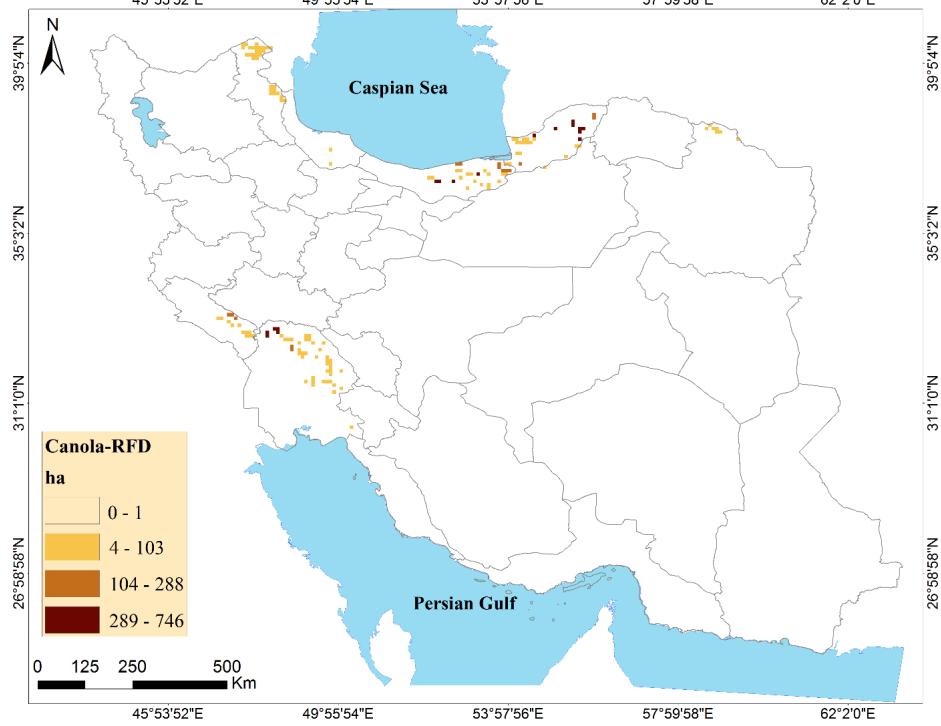 45°53'52"E 49°55'54"E 53°57'56"E 57°59'58"E 62°2'0"E
N
39°5'4"N
39°5'4"N
Caspian Sea
35°3'2"N
35°3'2"N
31°1'0"N
31°1'0"N
Canola-RFD
ha
0 - 1
4 - 103
104 - 288
289 - 746
26°58'58"N
26°58'58"N
Persian Gulf
0 125 250 500
Km
45°53'52"E 49°55'54"E 53°57'56"E 57°59'58"E 62°2'0"E